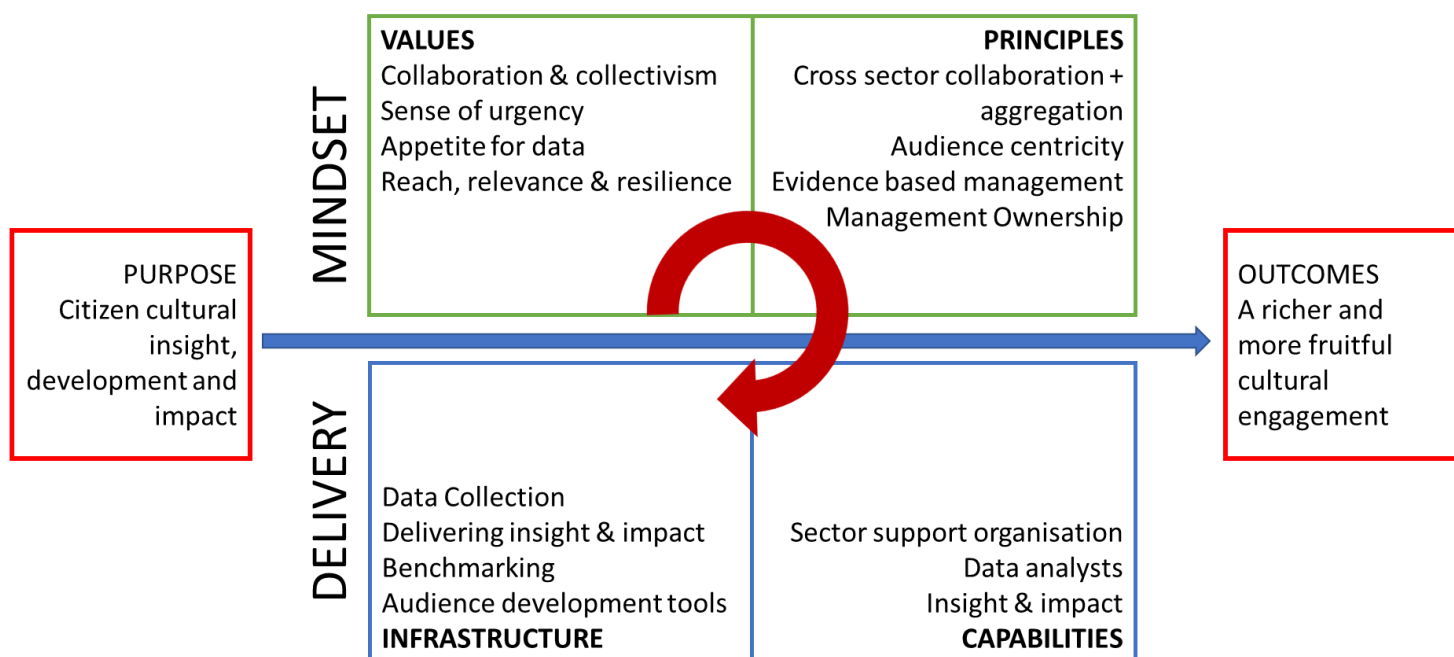 PURPOSE
Citizen cultural
insight,
development and
impact
MINDSET
VALUES
Collaboration & collectivism
Sense of urgency
Appetite for data
Reach, relevance & resilience
PRINCIPLES
Cross sector collaboration +
aggregation
Audience centricity
Evidence based management
Management Ownership
DELIVERY
Data Collection
Delivering insight & impact
Benchmarking
Audience development tools
INFRASTRUCTURE
Sector support organisation
Data analysts
Insight & impact
CAPABILITIES
OUTCOMES
A richer and
more fruitful
cultural
engagement